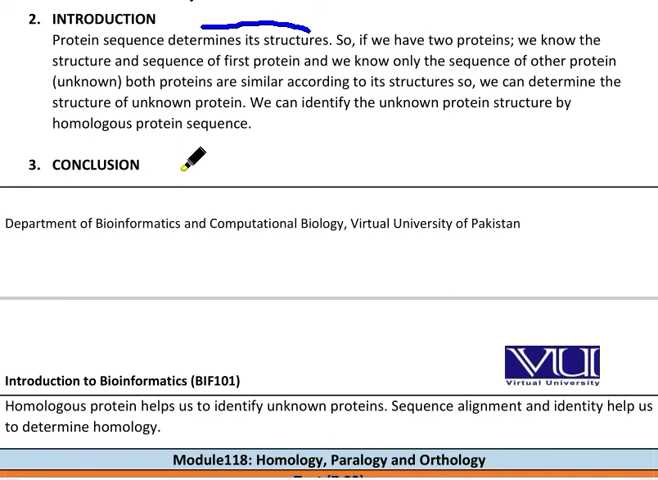 2. INTRODUCTION
Protein sequence determines its structures. So, if we have two proteins; we know the
structure and sequence of first protein and we know only the sequence of other protein
(unknown) both proteins are similar according to its structures so, we can determine the
structure of unknown protein. We can identify the unknown protein structure by
homologous protein sequence.
3. CONCLUSION
Department of Bioinformatics and Computational Biology, Virtual University of Pakistan
VU
Virtual University
Introduction to Bioinformatics (BIF101)
Homologous protein helps us to identify unknown proteins. Sequence alignment and identity help us
to determine homology.
Module118: Homology, Paralogy and Orthology